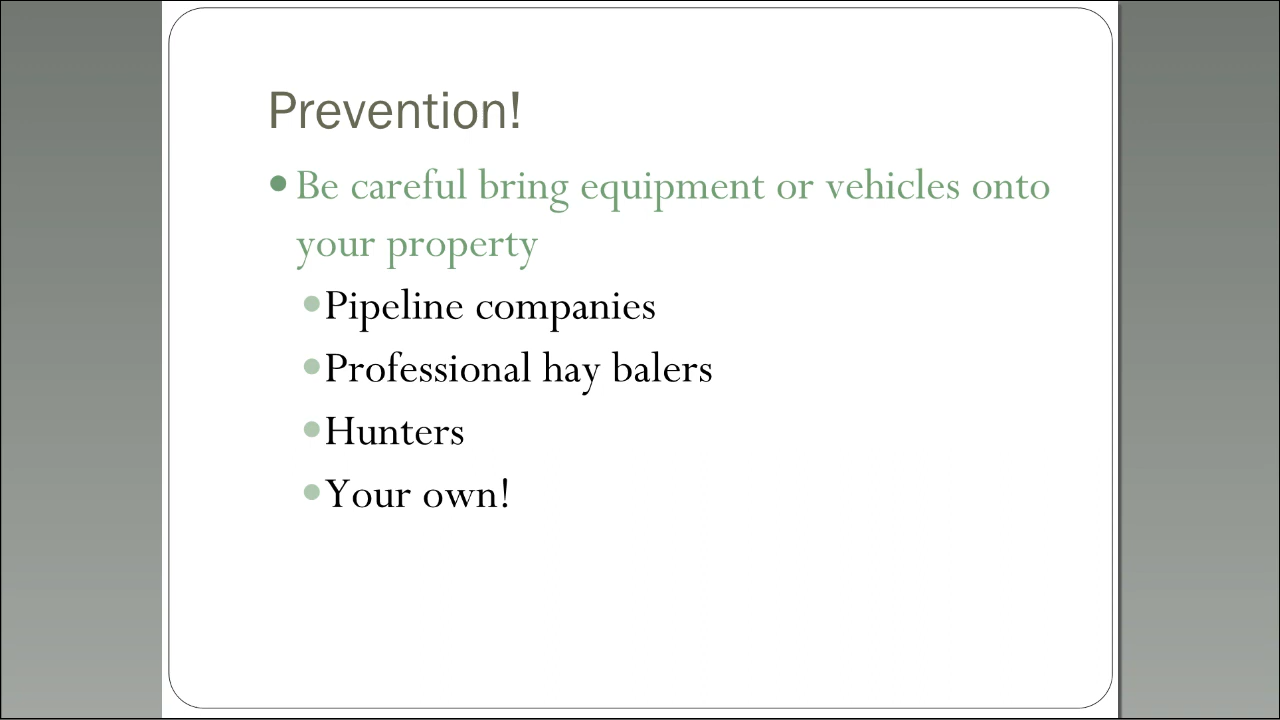 Prevention!
• Be careful bring equipment or vehicles onto
your property
• Pipeline companies
• Professional hay balers
• Hunters
• Your own!